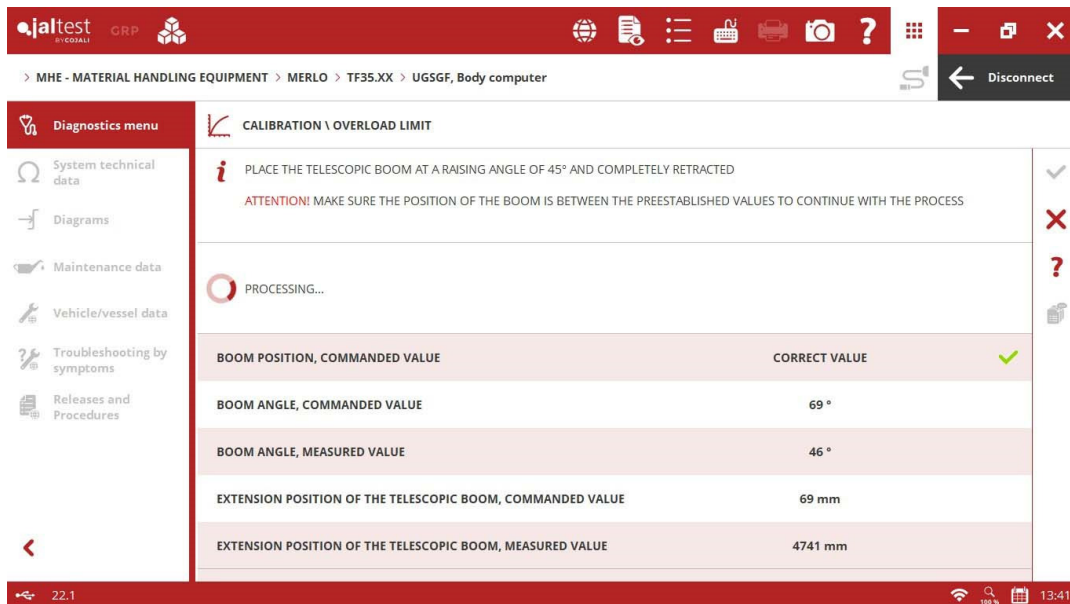 jaltest GRP
BY COJALI
?
> MHE - MATERIAL HANDLING EQUIPMENT > MERLO > TF35.XX > UGSGF, Body computer
Disconnect
Diagnostics menu
System technical
data
Diagrams
Maintenance data
Vehicle/vessel data
Troubleshooting by
symptoms
Releases and
Procedures
CALIBRATION \ OVERLOAD LIMIT
i PLACE THE TELESCOPIC BOOM AT A RAISING ANGLE OF 45° AND COMPLETELY RETRACTED
ATTENTION! MAKE SURE THE POSITION OF THE BOOM IS BETWEEN THE PREESTABLISHED VALUES TO CONTINUE WITH THE PROCESS
?
PROCESSING...
BOOM POSITION, COMMANDED VALUE CORRECT VALUE
BOOM ANGLE, COMMANDED VALUE 69 °
BOOM ANGLE, MEASURED VALUE 46 °
EXTENSION POSITION OF THE TELESCOPIC BOOM, COMMANDED VALUE 69 mm
EXTENSION POSITION OF THE TELESCOPIC BOOM, MEASURED VALUE 4741 mm
22.1 100 % 13:41